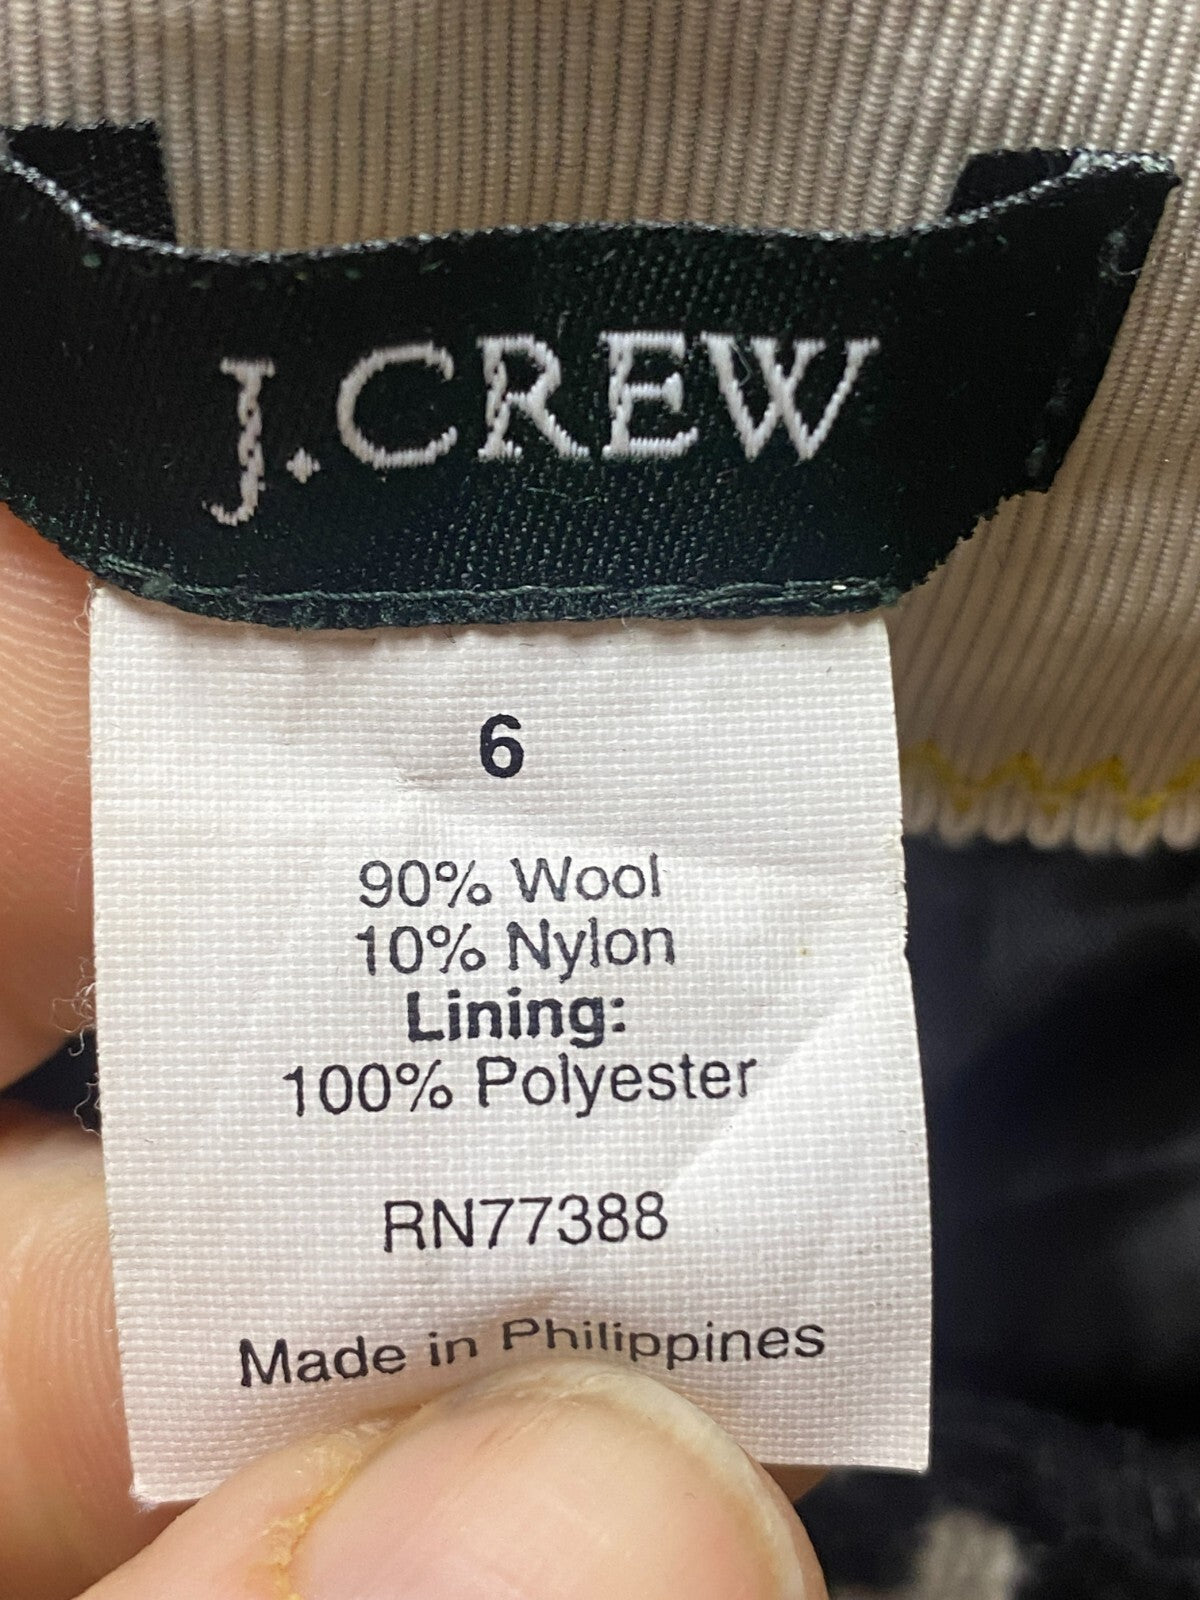 J.CREW
6
90% Wool
10% Nylon
Lining:
100% Polyester
RN77388
Made in Philippines